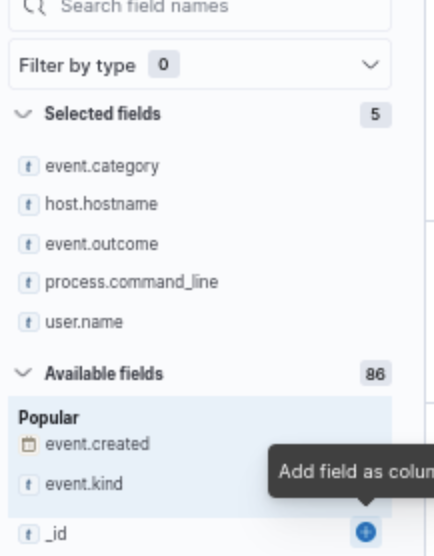 Search field names
Filter by type 0
Selected fields 5
t event.category
t host.hostname
t event.outcome
t process.command_line
t user.name
Available fields 86
Popular
event.created
t event.kind
Add field as colum
t _id